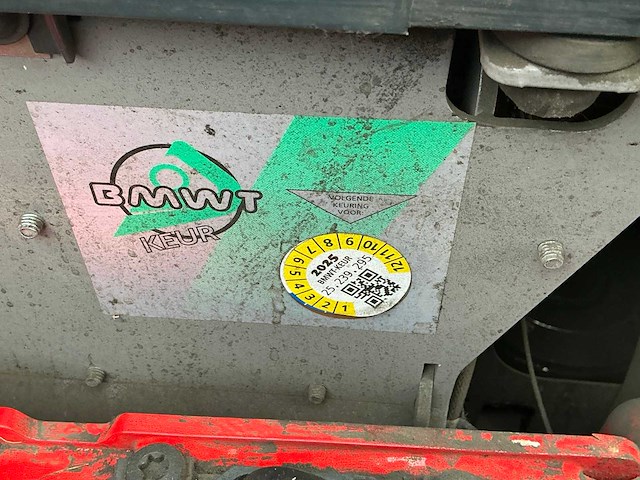 BMWT
KEUR
VOLGENDE
KEURING
VOOR
1 2 3 4 5 6 7 8 9 10 11 12
2025
BMWT-KEUR
25.239.295